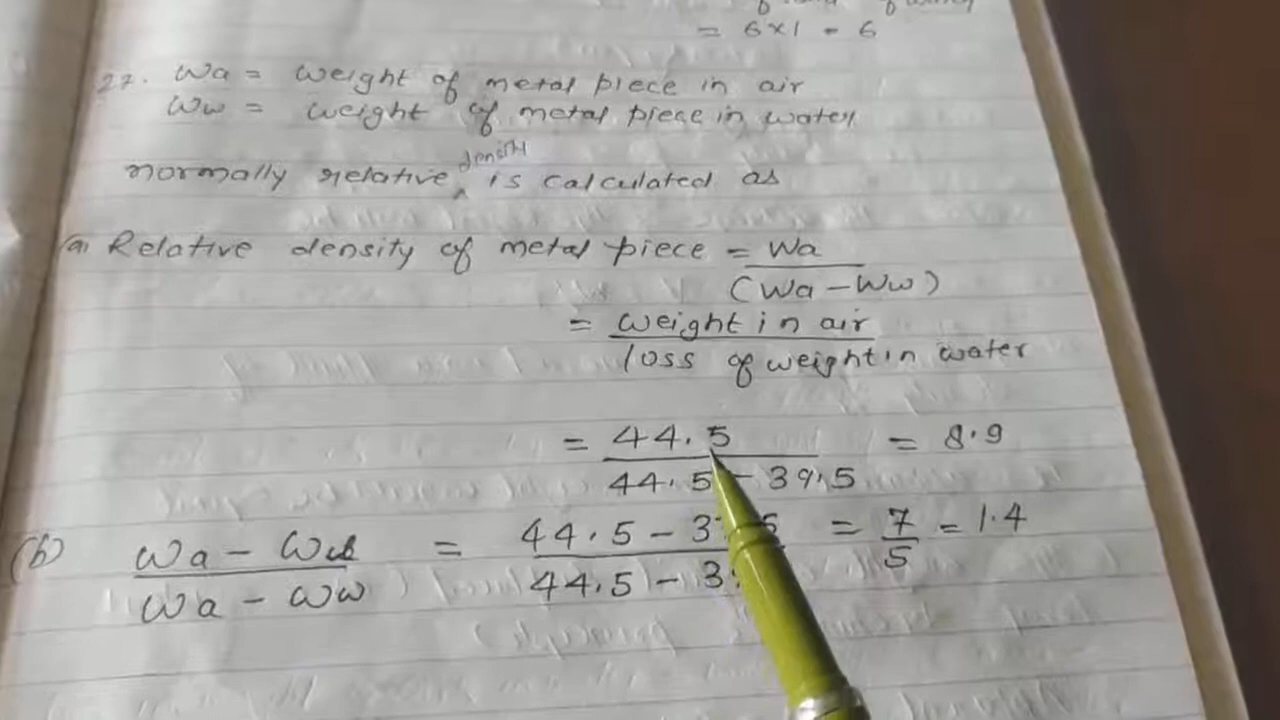 = 6×1 = 6
27. Wa = weight of metal piece in air
Ww = weight of metal piece in water
normally relative density is calculated as
(a) Relative density of metal piece = Wa
(Wa - Ww)
= weight in air
loss of weight in water
= 44.5 = 8.9
44.5 - 39.5
(b) Wa - = 44.5 - = 7 = 1.4
Wa - Ww 44.5 - 5